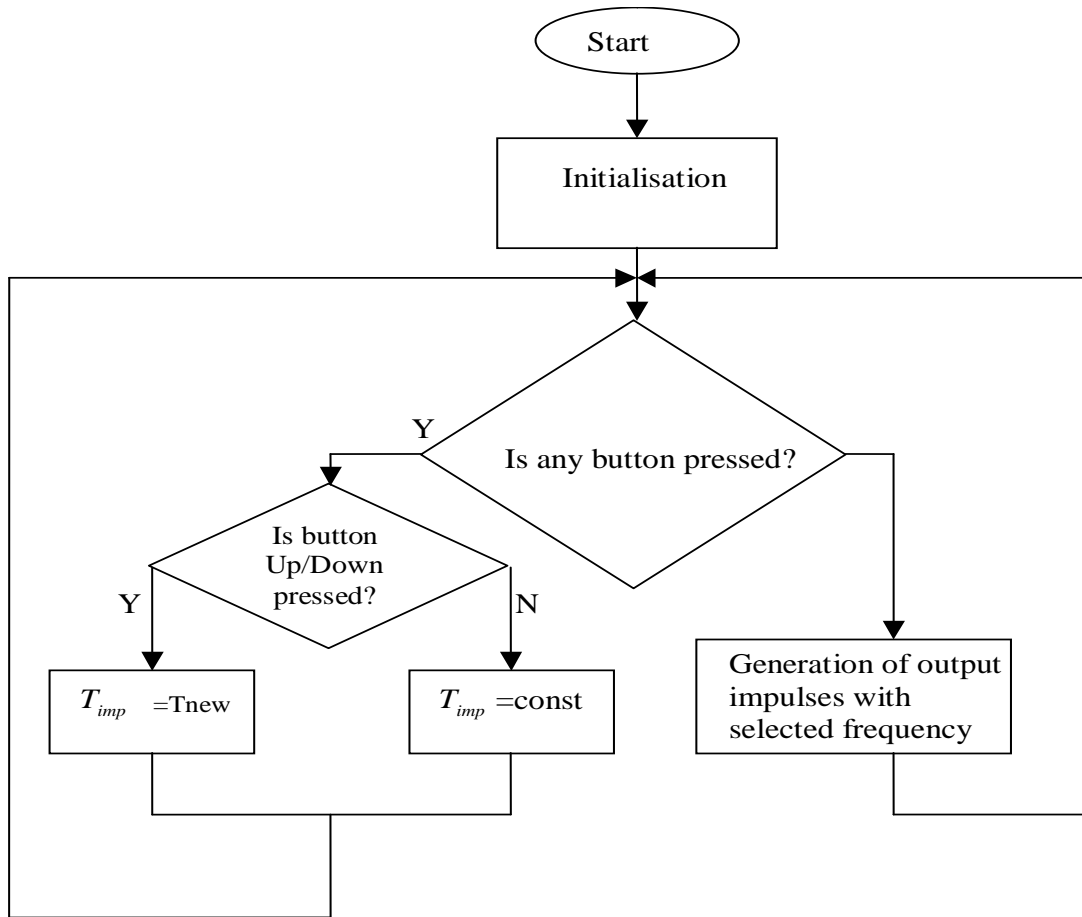 Start
Initialisation
Y
Is any button pressed?
Is button
Up/Down
pressed?
Y
N
T_imp =Tnew
T_imp =const
Generation of output
impulses with
selected frequency